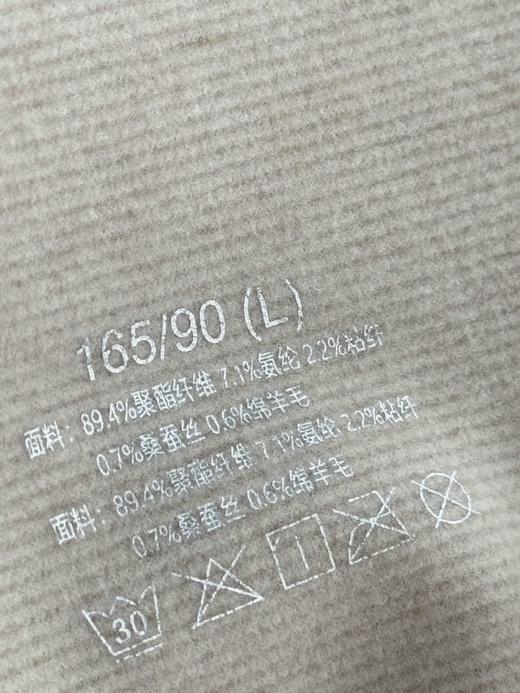 165/90 (L)
面料: 89.4%聚酯纤维 7.1%氨纶 2.2%粘纤
0.7%桑蚕丝 0.6%绵羊毛
面料: 89.4%聚酯纤维 7.1%氨纶 2.2%粘纤
0.7%桑蚕丝 0.6%绵羊毛
30